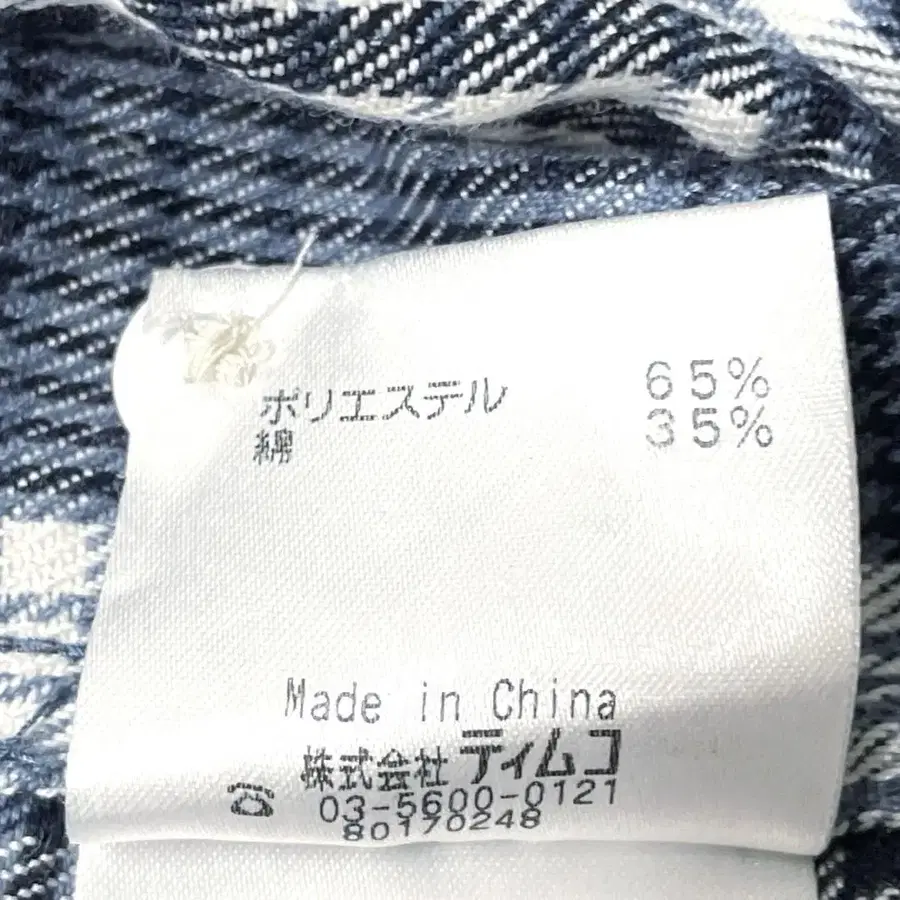 ポリエステル 65%
綿 35%
Made in China
株式会社 ティムコ
☎ 03-5600-0121
80170248